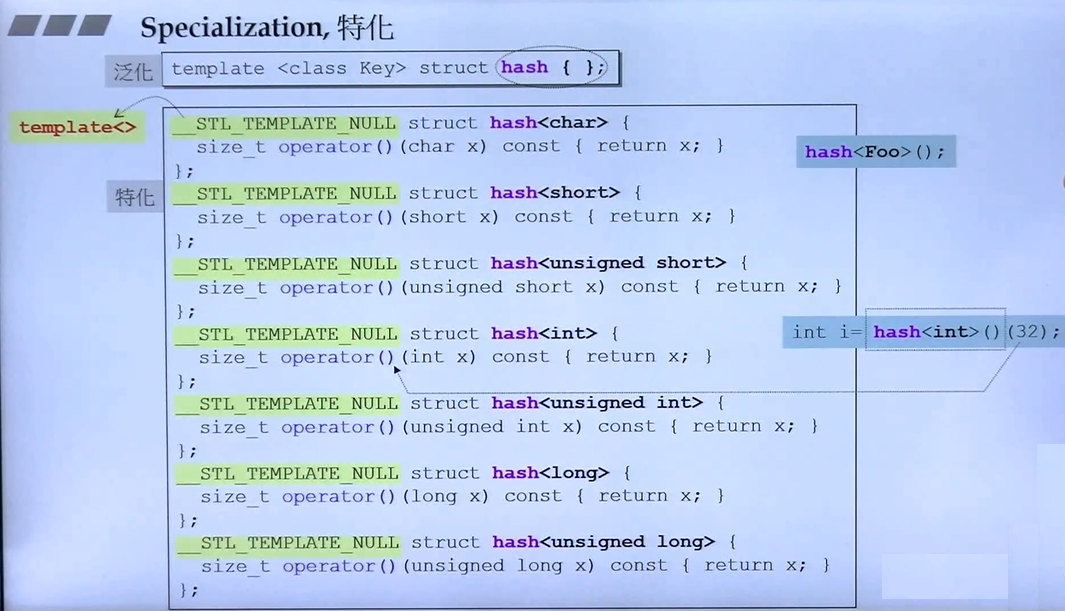 Specialization, 特化
泛化 template <class Key> struct hash { };
template<>
__STL_TEMPLATE_NULL struct hash<char> {
size_t operator()(char x) const { return x; }
};
hash<Foo>();
特化
__STL_TEMPLATE_NULL struct hash<short> {
size_t operator()(short x) const { return x; }
};
__STL_TEMPLATE_NULL struct hash<unsigned short> {
size_t operator()(unsigned short x) const { return x; }
};
__STL_TEMPLATE_NULL struct hash<int> {
size_t operator()(int x) const { return x; }
};
int i= hash<int>()(32);
__STL_TEMPLATE_NULL struct hash<unsigned int> {
size_t operator()(unsigned int x) const { return x; }
};
__STL_TEMPLATE_NULL struct hash<long> {
size_t operator()(long x) const { return x; }
};
__STL_TEMPLATE_NULL struct hash<unsigned long> {
size_t operator()(unsigned long x) const { return x; }
};